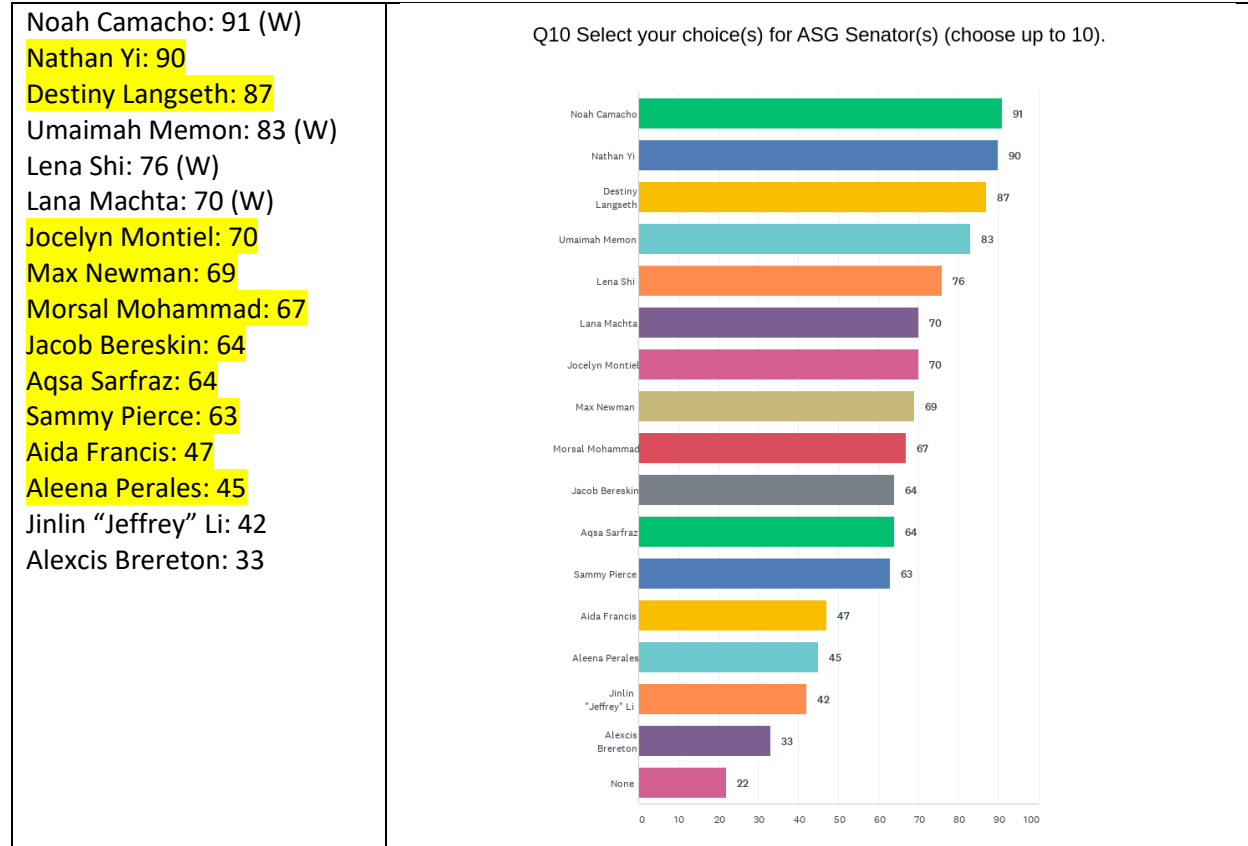 Noah Camacho: 91 (W)
Nathan Yi: 90
Destiny Langseth: 87
Umaimah Memon: 83 (W)
Lena Shi: 76 (W)
Lana Machta: 70 (W)
Jocelyn Montiel: 70
Max Newman: 69
Morsal Mohammad: 67
Jacob Bereskin: 64
Aqsa Sarfraz: 64
Sammy Pierce: 63
Aida Francis: 47
Aleena Perales: 45
Jinlin “Jeffrey” Li: 42
Alexcis Brereton: 33
Q10 Select your choice(s) for ASG Senator(s) (choose up to 10).
Noah Camacho 91
Nathan Yi 90
Destiny
Langseth 87
Umaimah Memon 83
Lena Shi 76
Lana Machta 70
Jocelyn Montiel 70
Max Newman 69
Morsal Mohammad 67
Jacob Bereskin 64
Aqsa Sarfraz 64
Sammy Pierce 63
Aida Francis 47
Aleena Perales 45
Jinlin
"Jeffrey" Li 42
Alexcis
Brereton 33
None 22
0 10 20 30 40 50 60 70 80 90 100